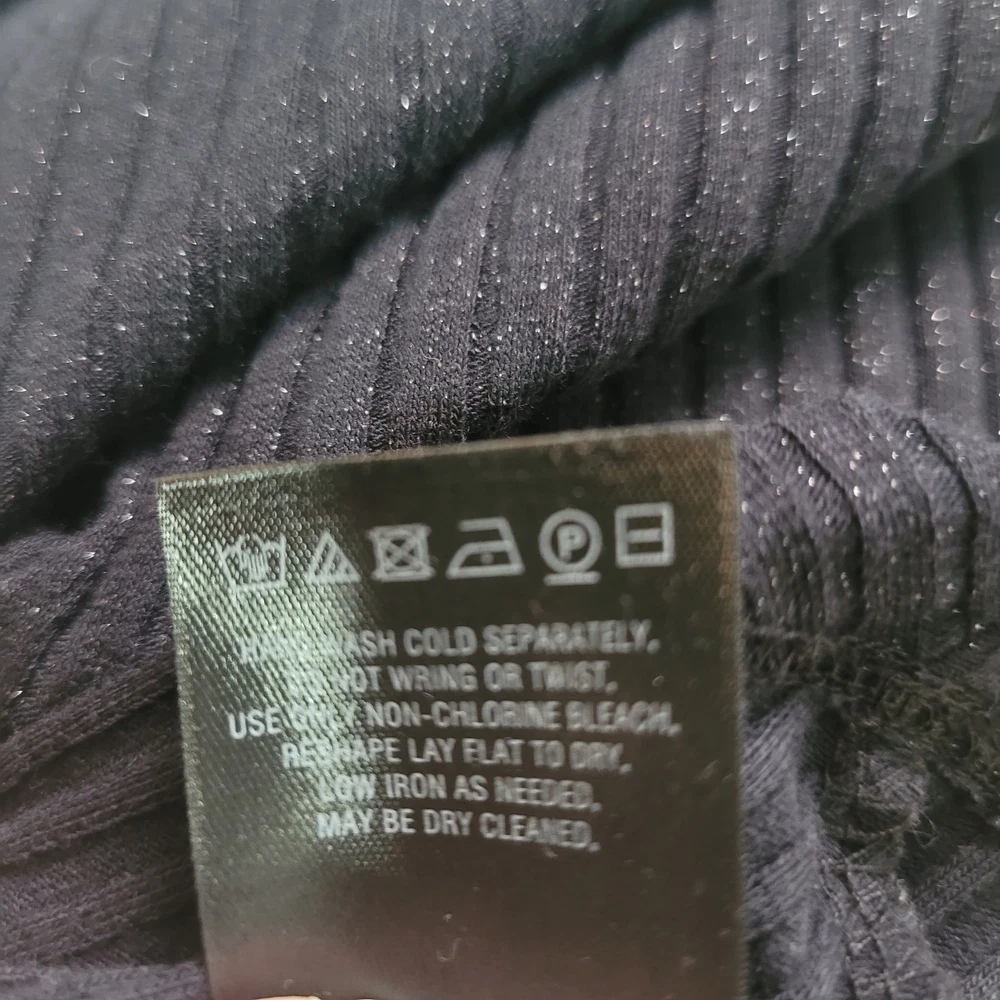 P
HAND WASH COLD SEPARATELY.
DO NOT WRING OR TWIST.
USE ONLY NON-CHLORINE BLEACH.
RESHAPE LAY FLAT TO DRY.
LOW IRON AS NEEDED.
MAY BE DRY CLEANED.